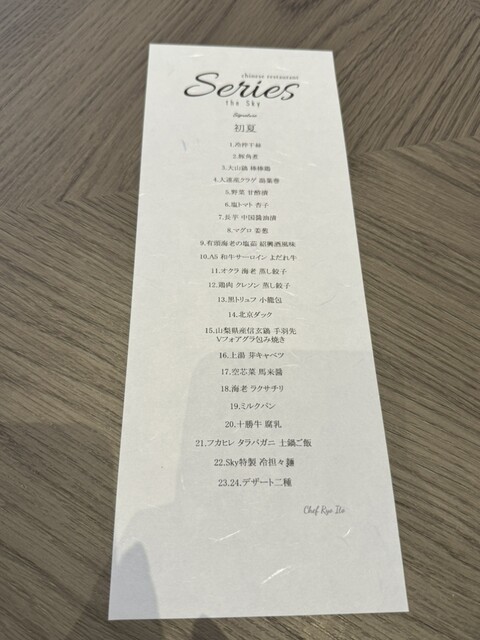 chinese restaurant
Series
the Sky
Signature
初夏
2.豚角煮
3.大山鶏 棒棒鶏
4.大連産クラゲ 湯葉巻
5.野菜 甘酢漬
6.塩トマト 杏子
7.長芋 中国醤油漬
8.マグロ 姜葱
9.有頭海老の塩茹 紹興酒風味
10.A5 和牛サーロイン よだれ牛
11.オクラ 海老 蒸し餃子
12.鶏肉 クレソン 蒸し餃子
13.黒トリュフ 小籠包
14.北京ダック
15.山梨県産信玄鶏 手羽先
Vフォアグラ包み焼き
16.上湯 芽キャベツ
17.空芯菜 馬来醤
18.海老 ラクサチリ
19.ミルクパン
20.十勝牛 腐乳
21.フカヒレ タラバガニ 土鍋ご飯
22.Sky特製 冷担々麺
23.24.デザート二種
Chef Ryo Ito